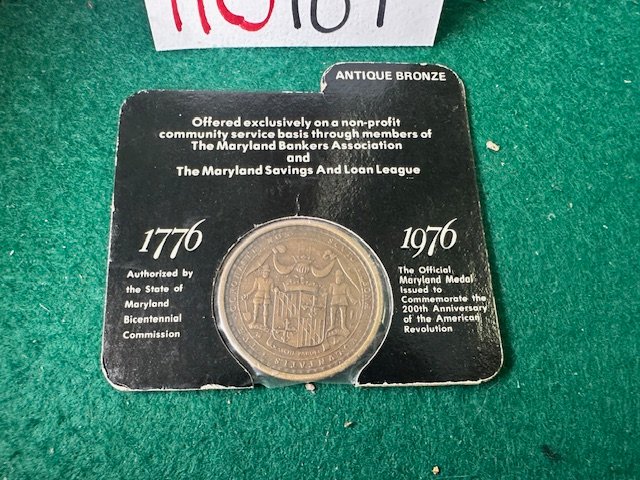 ANTIQUE BRONZE
Offered exclusively on a non-profit
community service basis through members of
The Maryland Bankers Association
and
The Maryland Savings And Loan League
1776
Authorized by
the State of
Maryland
Bicentennial
Commission
1976
The Official
Maryland Medal
Issued to
Commemorate the
200th Anniversary
of the American
Revolution